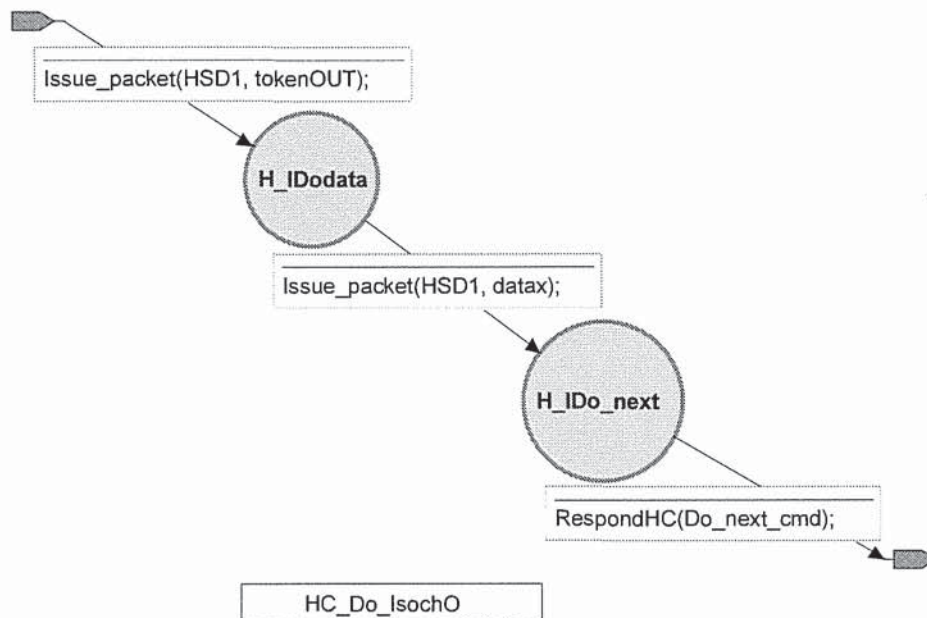 Issue_packet(HSD1, tokenOUT);
H_IDodata
Issue_packet(HSD1, datax);
H_IDo_next
RespondHC(Do_next_cmd);
HC_Do_IsochO